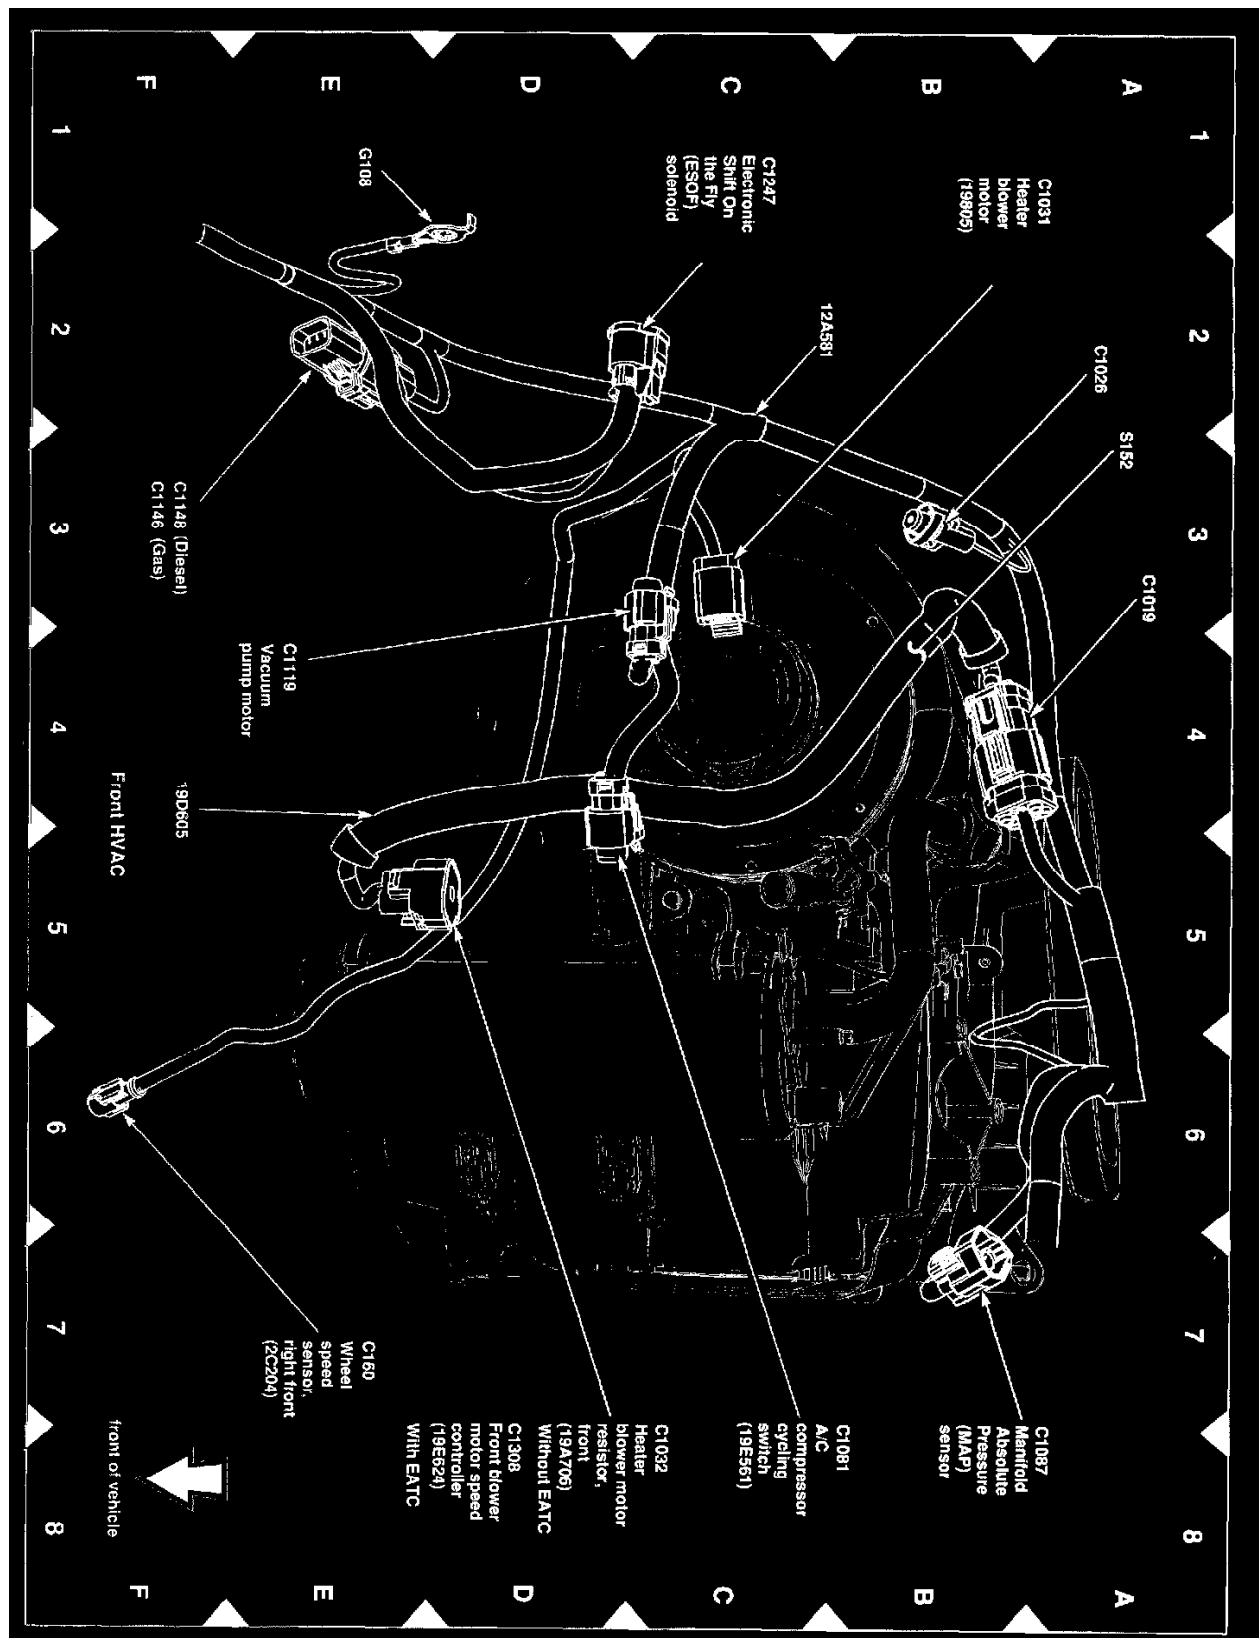 A
B
C
D
E
F
1
2
3
4
5
6
7
8
1
2
3
4
5
6
7
8
A
B
C
D
E
F
C1031
Heater
blower
motor
(19805)
C1247
Electronic
Shift On
the Fly
(ESOF)
solenoid
G108
12A581
C1026
S152
C1019
C1148 (Diesel)
C1146 (Gas)
C1119
Vacuum
pump motor
19D605
Front HVAC
C1087
Manifold
Absolute
Pressure
(MAP)
sensor
C1081
A/C
compressor
cycling
switch
(19E561)
C1032
Heater
blower motor
resistor,
front
(19A706)
Without EATC
C1308
Front blower
motor speed
controller
(19E624)
With EATC
C160
Wheel
speed
sensor,
right front
(2C204)
front of vehicle